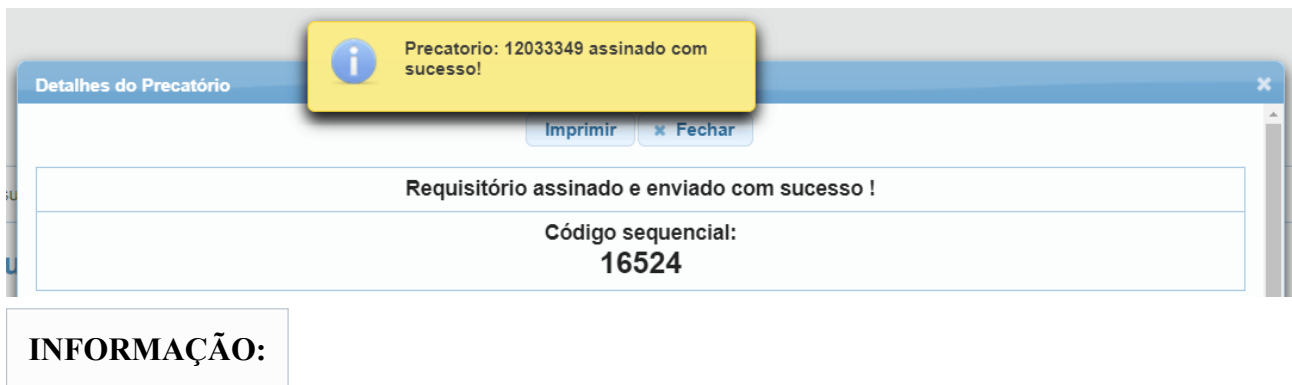 Precatorio: 12033349 assinado com
sucesso!
Detalhes do Precatório
Imprimir
Fechar
Requisitório assinado e enviado com sucesso !
Código sequencial:
16524
INFORMAÇÃO: